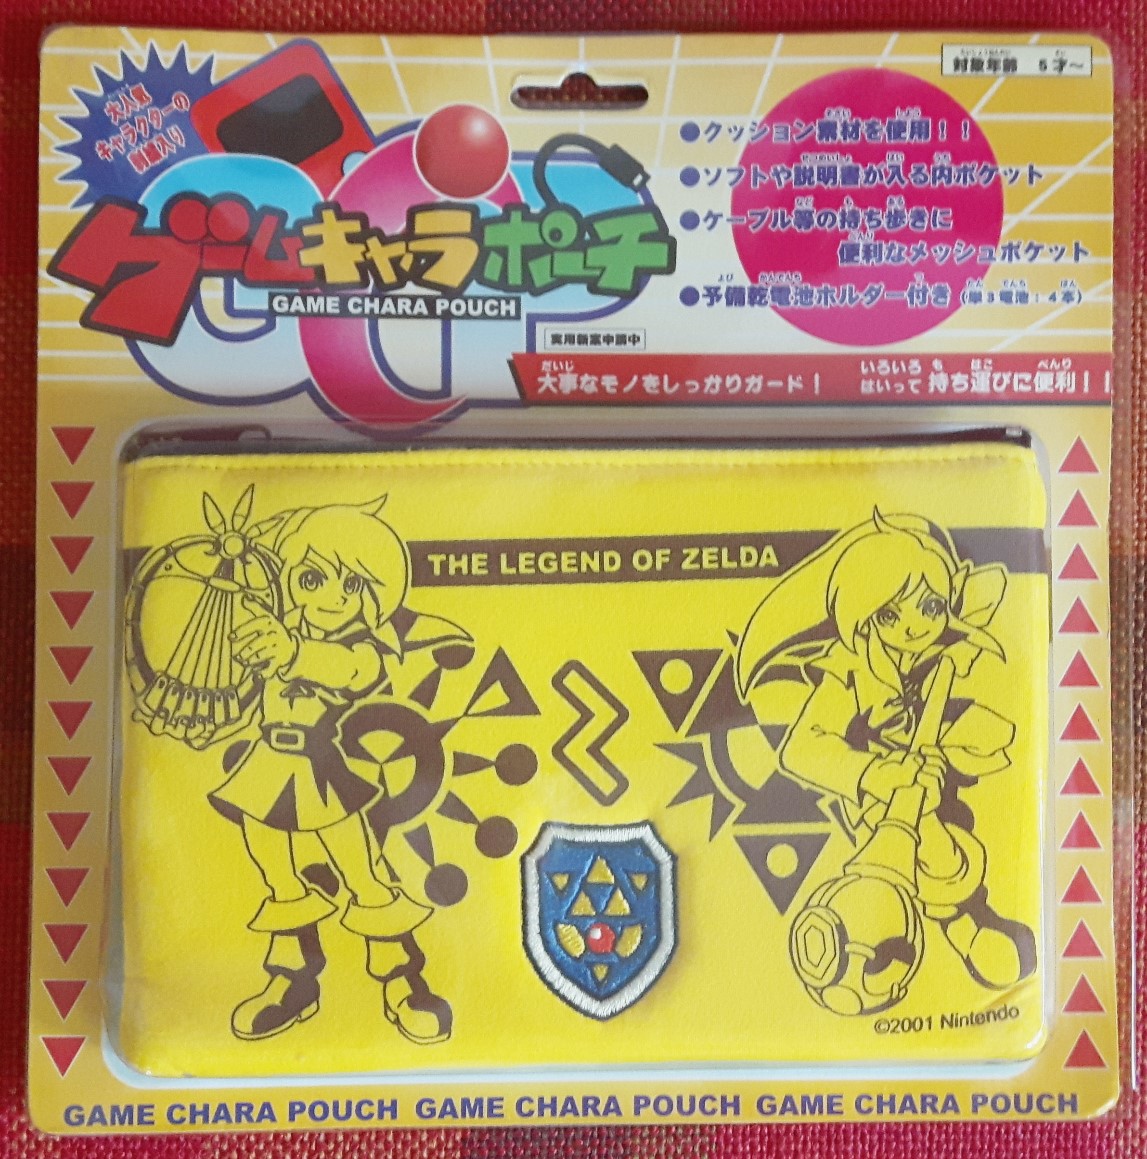 対象年齢 5才~
大人気
キャラクターの
刺繍入り
ゲームキャラポーチ
GAME CHARA POUCH
●クッション素材を使用!!
●ソフトや説明書が入る内ポケット
●ケーブル等の持ち歩きに
便利なメッシュポケット
●予備乾電池ホルダー付き(単3電池:4本)
実用新案申請中
大事なモノをしっかりガード! いろいろはいって持ち運びに便利!!
THE LEGEND OF ZELDA
©2001 Nintendo
GAME CHARA POUCH GAME CHARA POUCH GAME CHARA POUCH